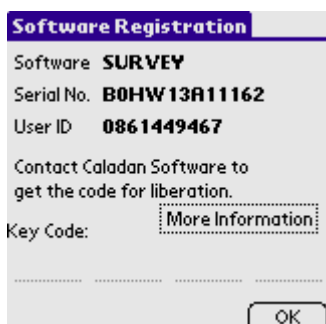 Software Registration
Software SURVEY
Serial No. B0HW13A11162
User ID 0861449467
Contact Caladan Software to
get the code for liberation.
More Information
Key Code:
OK